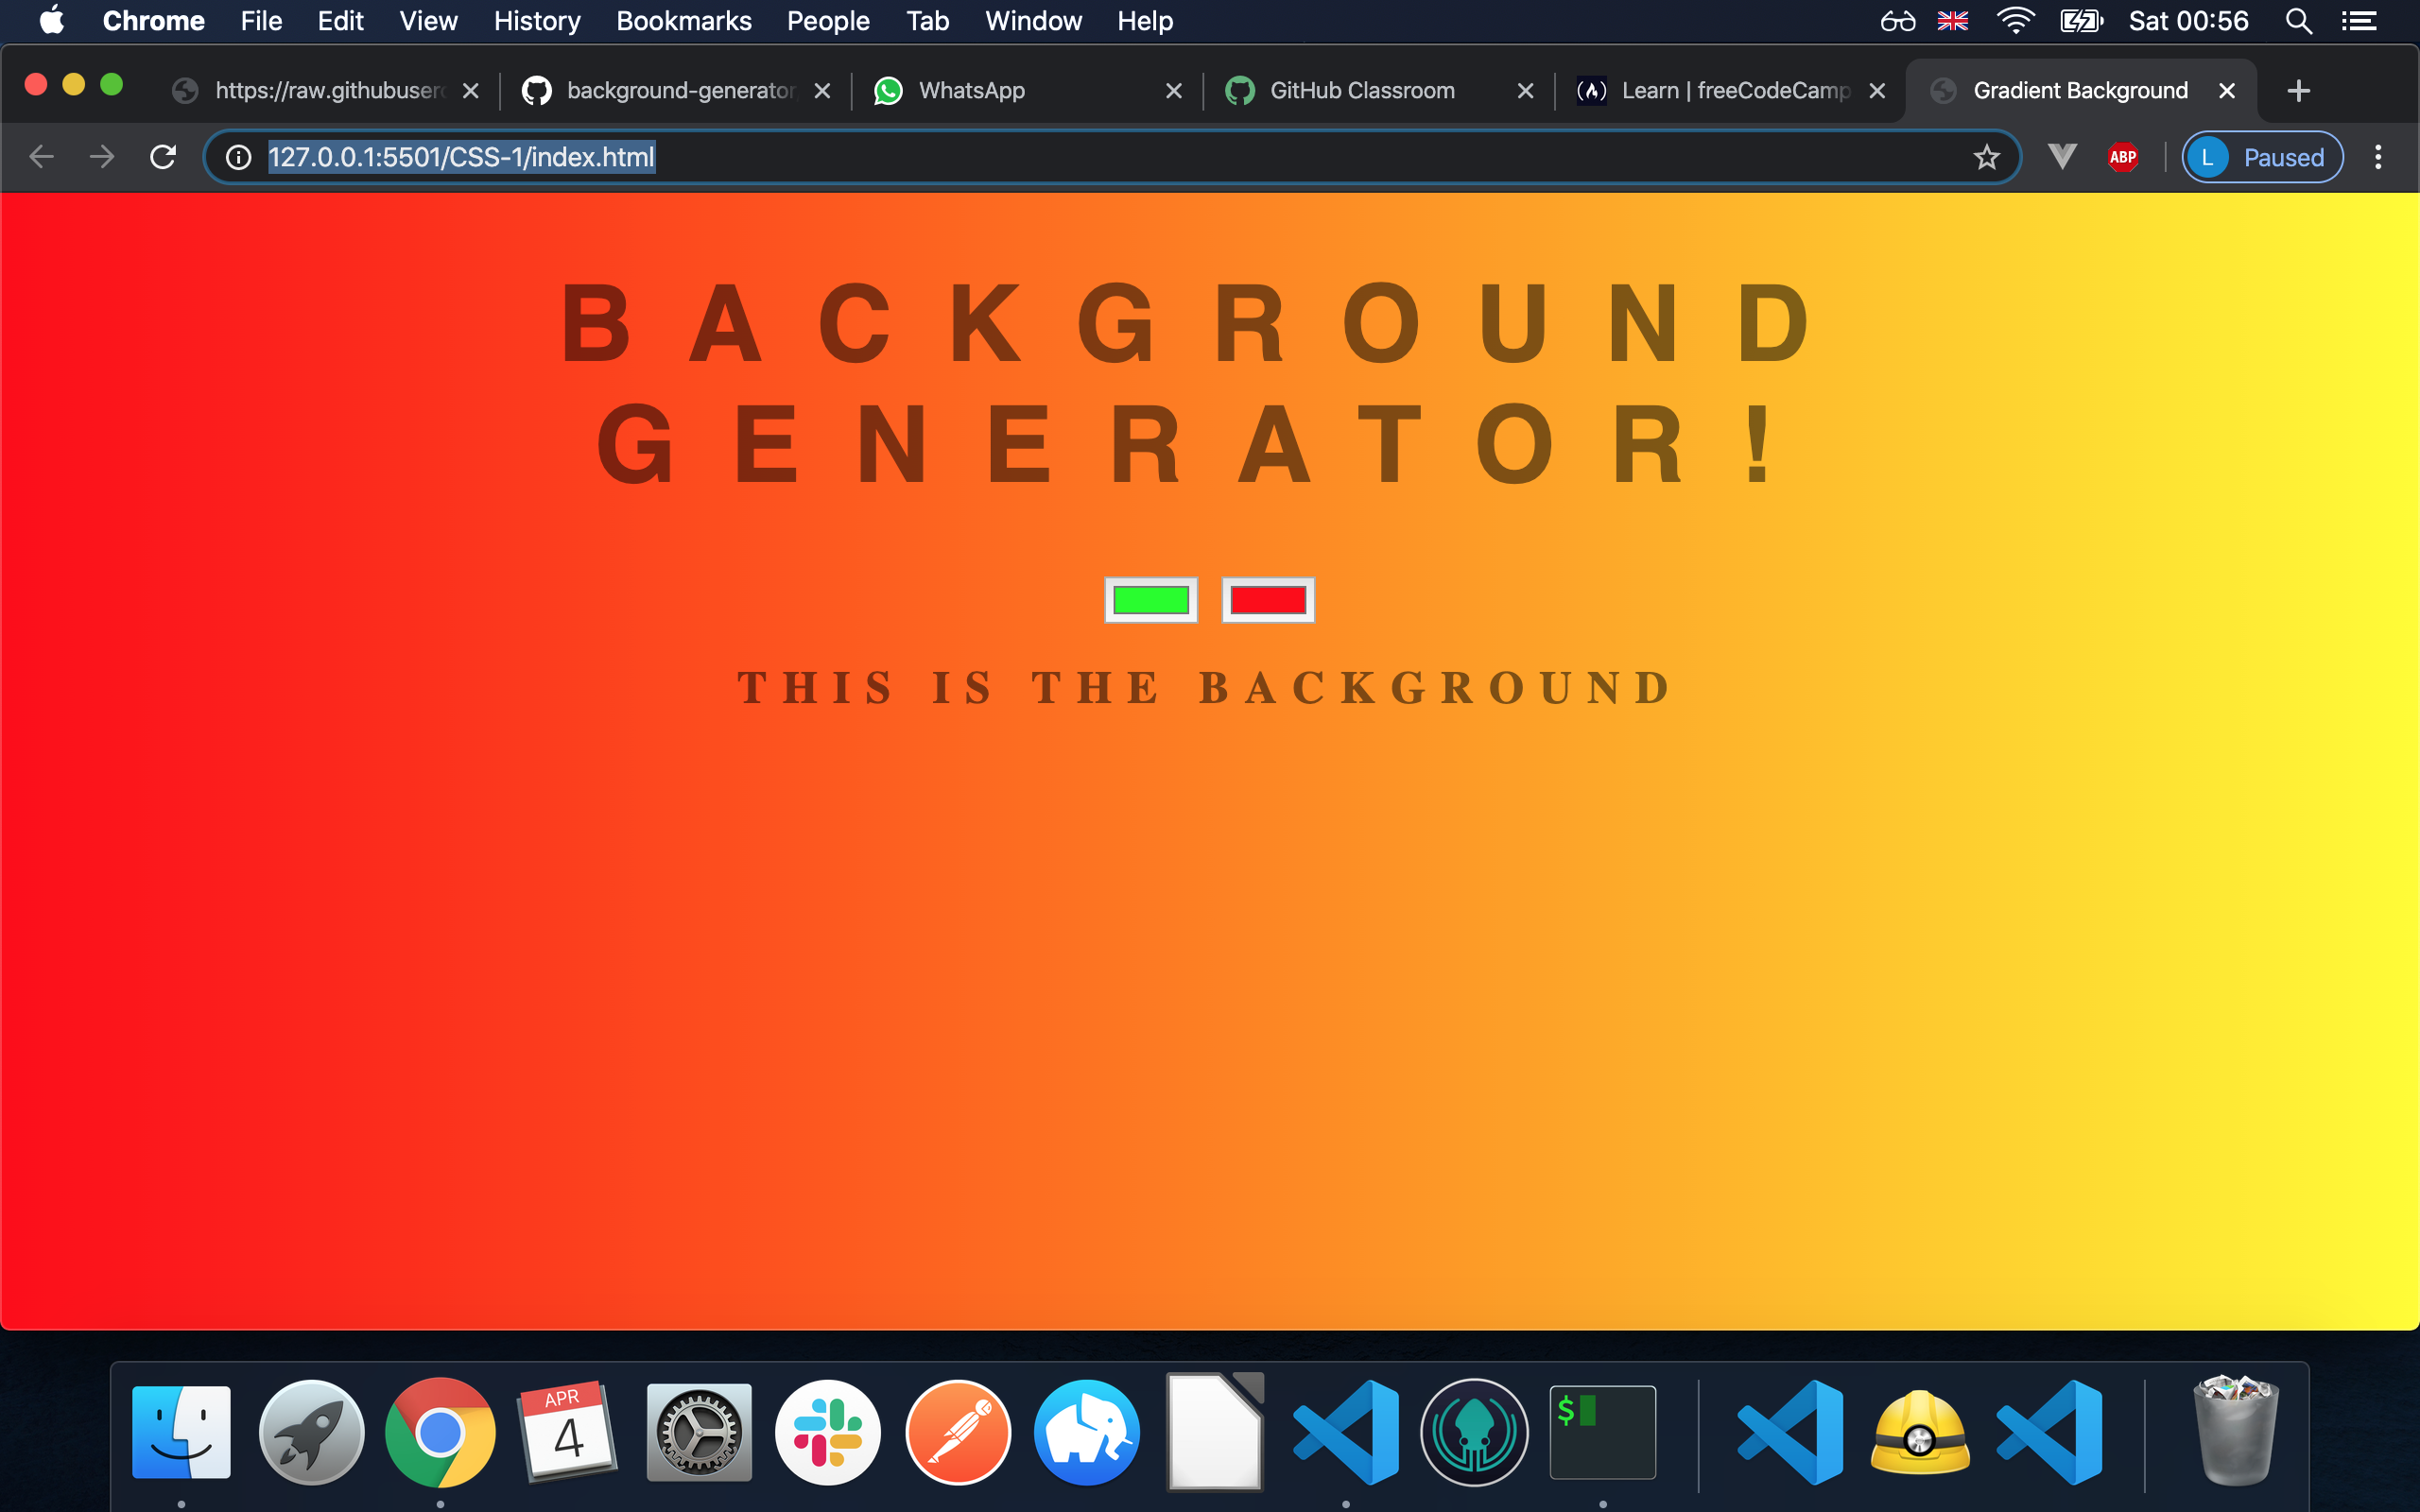 Chrome File Edit View History Bookmarks People Tab Window Help Sat 00:56
https://raw.githubuserc background-generator WhatsApp GitHub Classroom Learn | freeCodeCamp Gradient Background
127.0.0.1:5501/CSS-1/index.html ABP L Paused
BACKGROUND
GENERATOR!
THIS IS THE BACKGROUND
APR
4
$